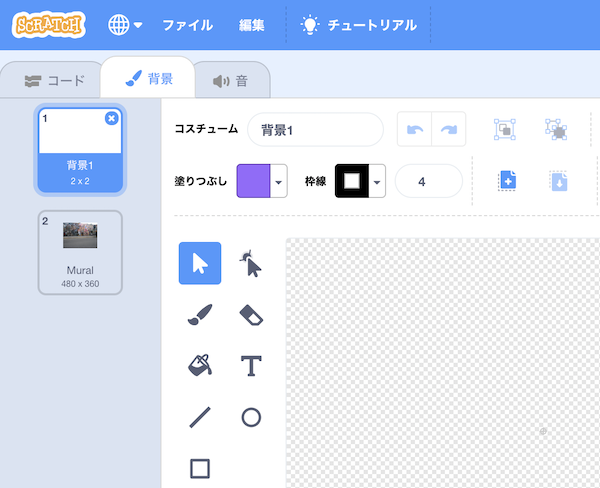 SCRATCH ファイル 編集 チュートリアル
コード 背景 音
1
背景1
2 x 2
2
Mural
480 x 360
コスチューム 背景1
塗りつぶし 枠線 4
T